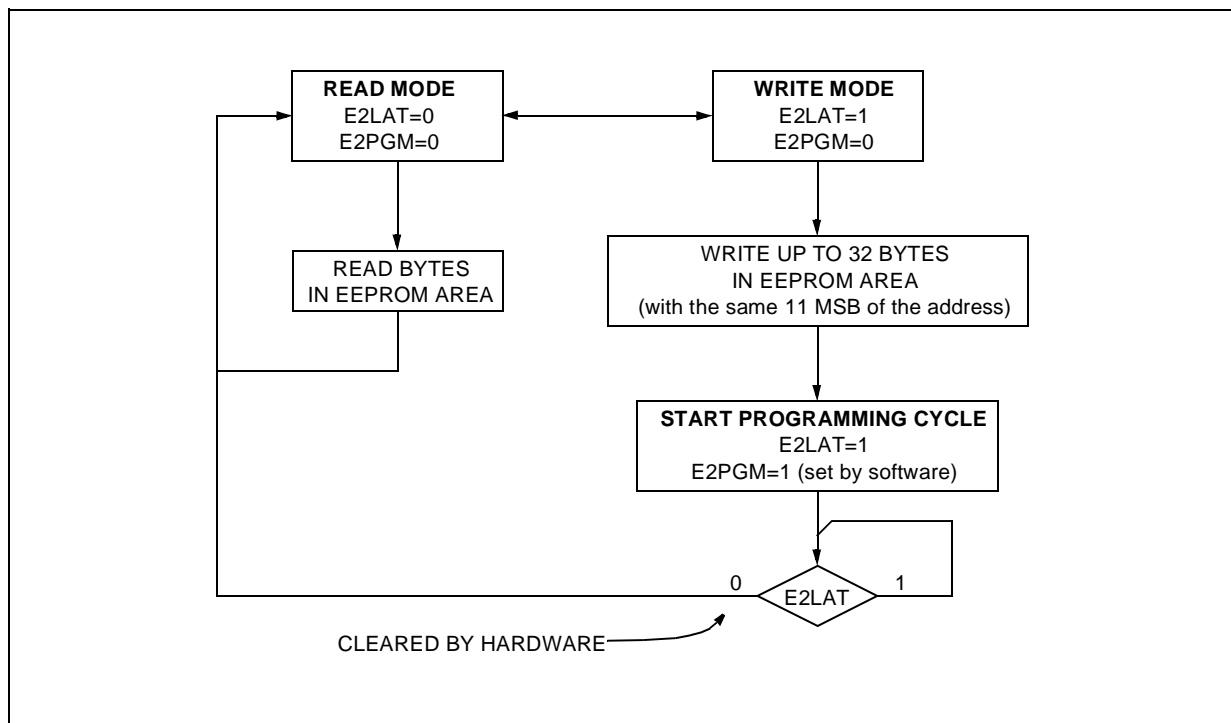 READ MODE
E2LAT=0
E2PGM=0
WRITE MODE
E2LAT=1
E2PGM=0
READ BYTES
IN EEPROM AREA
WRITE UP TO 32 BYTES
IN EEPROM AREA
(with the same 11 MSB of the address)
START PROGRAMMING CYCLE
E2LAT=1
E2PGM=1 (set by software)
0
E2LAT
1
CLEARED BY HARDWARE